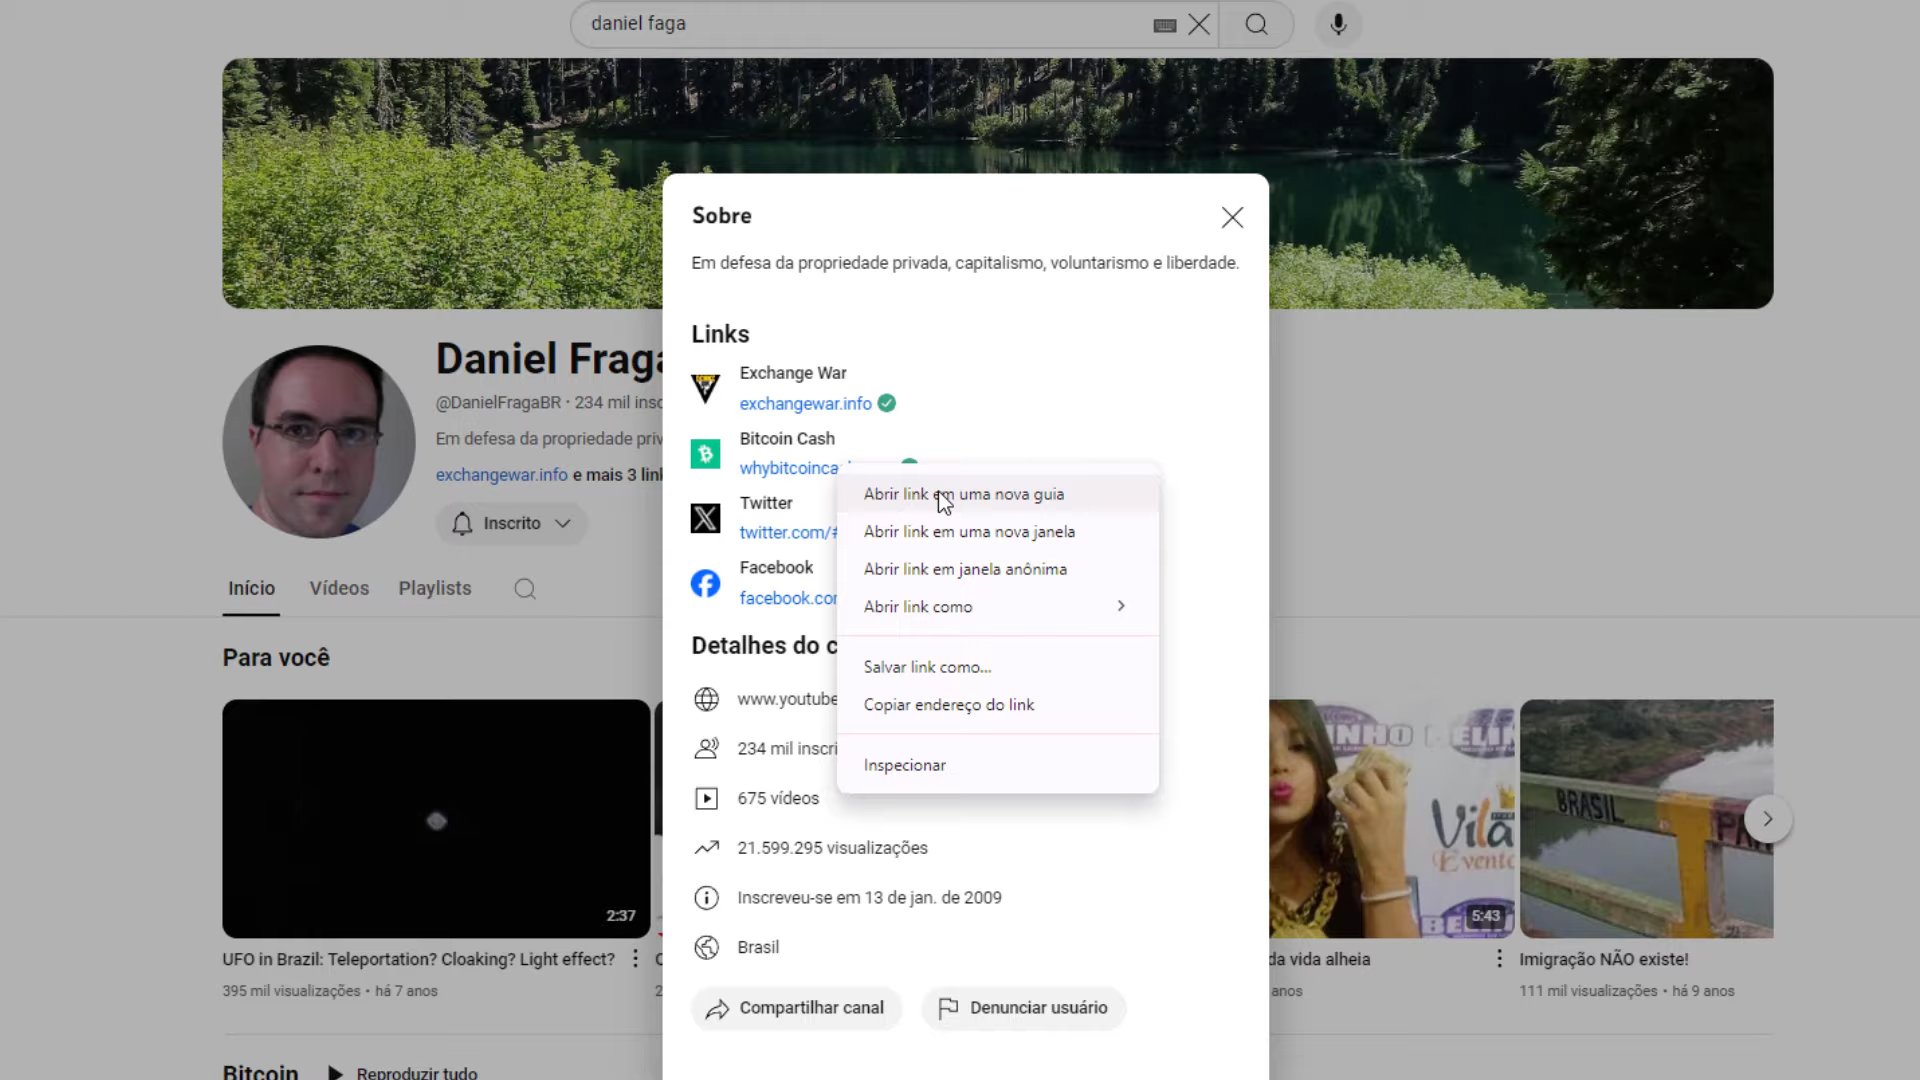 daniel faga
Sobre
Em defesa da propriedade privada, capitalismo, voluntarismo e liberdade.
Links
Exchange War
exchangewar.info
Bitcoin Cash
whybitcoinca
Twitter
twitter.com/#
Facebook
facebook.co
Detalhes do c
www.youtube
234 mil inscri
675 vídeos
21.599.295 visualizações
Inscreveu-se em 13 de jan. de 2009
Brasil
Compartilhar canal
Denunciar usuário
Abrir link em uma nova guia
Abrir link em uma nova janela
Abrir link em janela anônima
Abrir link como
Salvar link como...
Copiar endereço do link
Inspecionar
Daniel Fraga
@DanielFragaBR · 234 mil insc
Em defesa da propriedade priv
exchangewar.info e mais 3 link
Inscrito
Início
Vídeos
Playlists
Para você
2:37
UFO in Brazil: Teleportation? Cloaking? Light effect?
395 mil visualizações • há 7 anos
Vila
Evento
5:43
da vida alheia
anos
BRASIL
Imigração NÃO existe!
111 mil visualizações • há 9 anos
Bitcoin
Reproduzir tudo